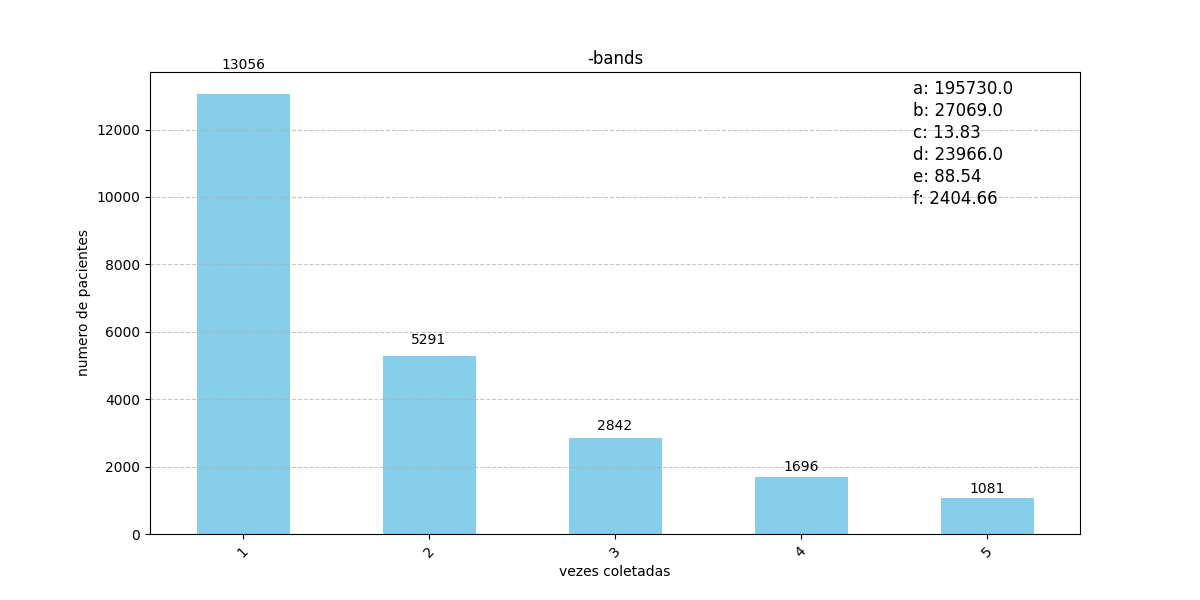 -bands
13056
a: 195730.0
b: 27069.0
c: 13.83
d: 23966.0
e: 88.54
f: 2404.66
12000
10000
8000
6000
4000
2000
0
numero de pacientes
5291
2842
1696
1081
1
2
3
4
5
vezes coletadas